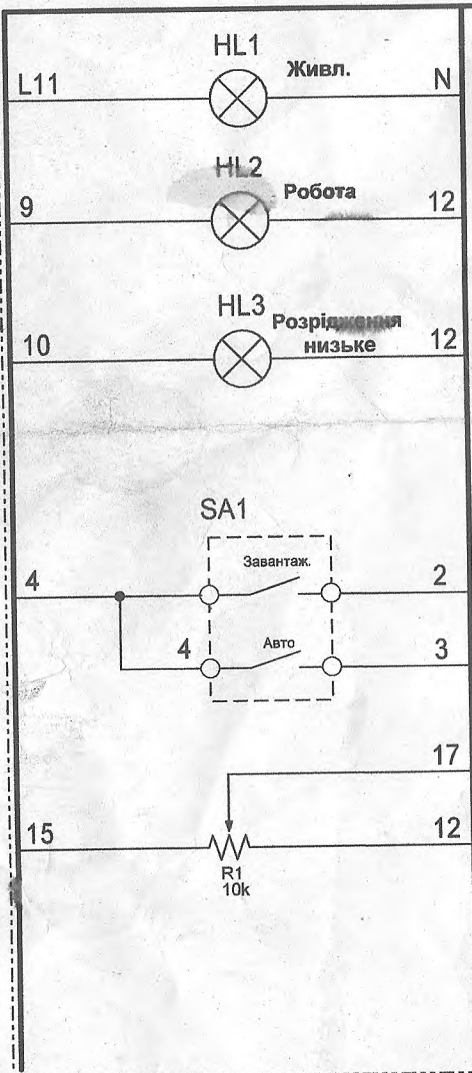 HL1
Живл.
L11
N
HL2
Робота
9
12
HL3
Розрідження
низьке
10
12
SA1
Завантаж.
4
2
Авто
4
3
17
15
12
R1
10k